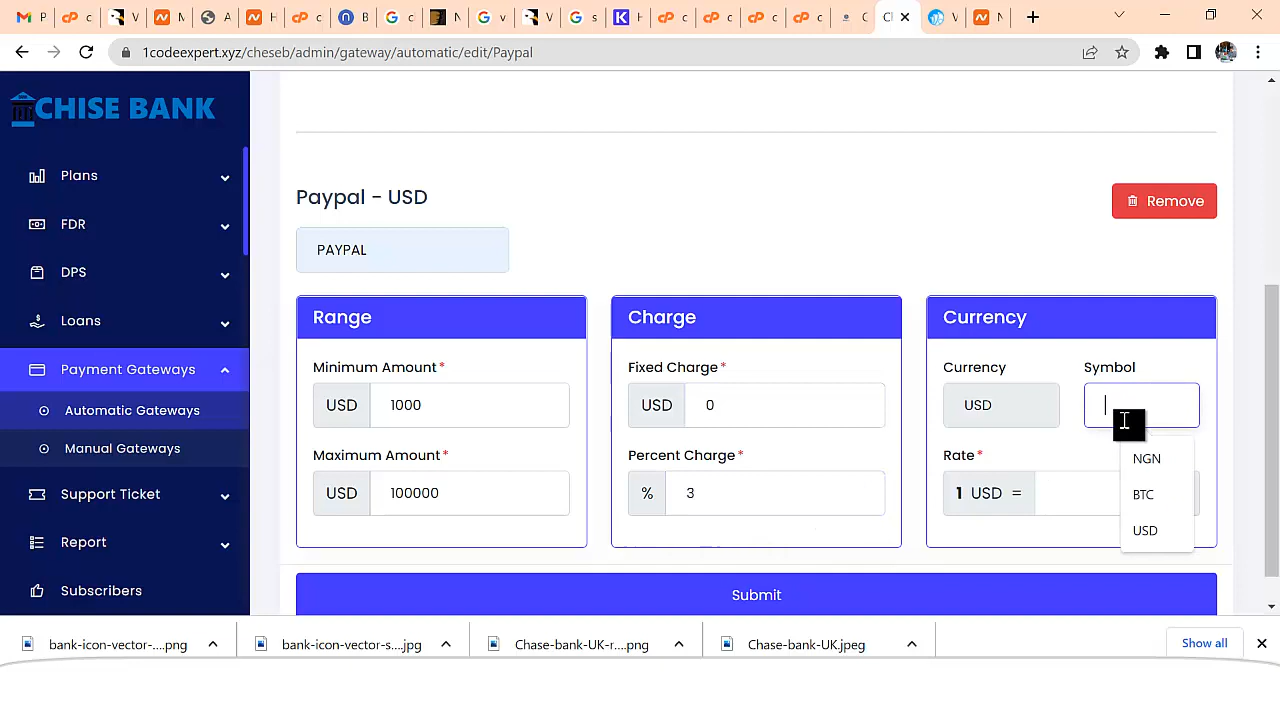 P
c
V
N
A
H
c
B
c
N
v
V
s
H
c
c
c
c
C
Cl
V
N
1codeexpert.xyz/cheseb/admin/gateway/automatic/edit/Paypal
CHISE BANK
Plans
FDR
DPS
Loans
Payment Gateways
Automatic Gateways
Manual Gateways
Support Ticket
Report
Subscribers
Paypal - USD
Remove
PAYPAL
Range
Minimum Amount*
USD 1000
Maximum Amount*
USD 100000
Charge
Fixed Charge*
USD 0
Percent Charge*
% 3
Currency
Currency Symbol
USD
Rate*
1 USD =
NGN
BTC
USD
Submit
bank-icon-vector-....png
bank-icon-vector-s....jpg
Chase-bank-UK-r....png
Chase-bank-UK.jpeg
Show all